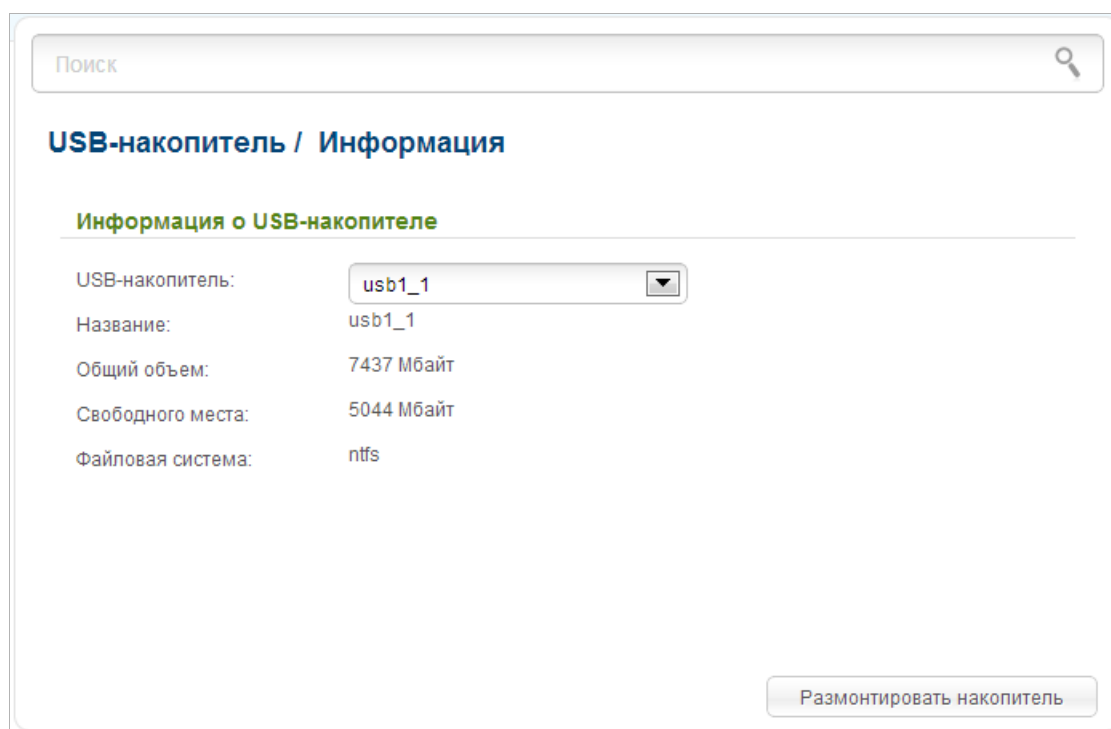 Поиск
USB-накопитель / Информация
Информация о USB-накопителе
USB-накопитель: usb1_1
Название: usb1_1
Общий объем: 7437 Мбайт
Свободного места: 5044 Мбайт
Файловая система: ntfs
Размонтировать накопитель